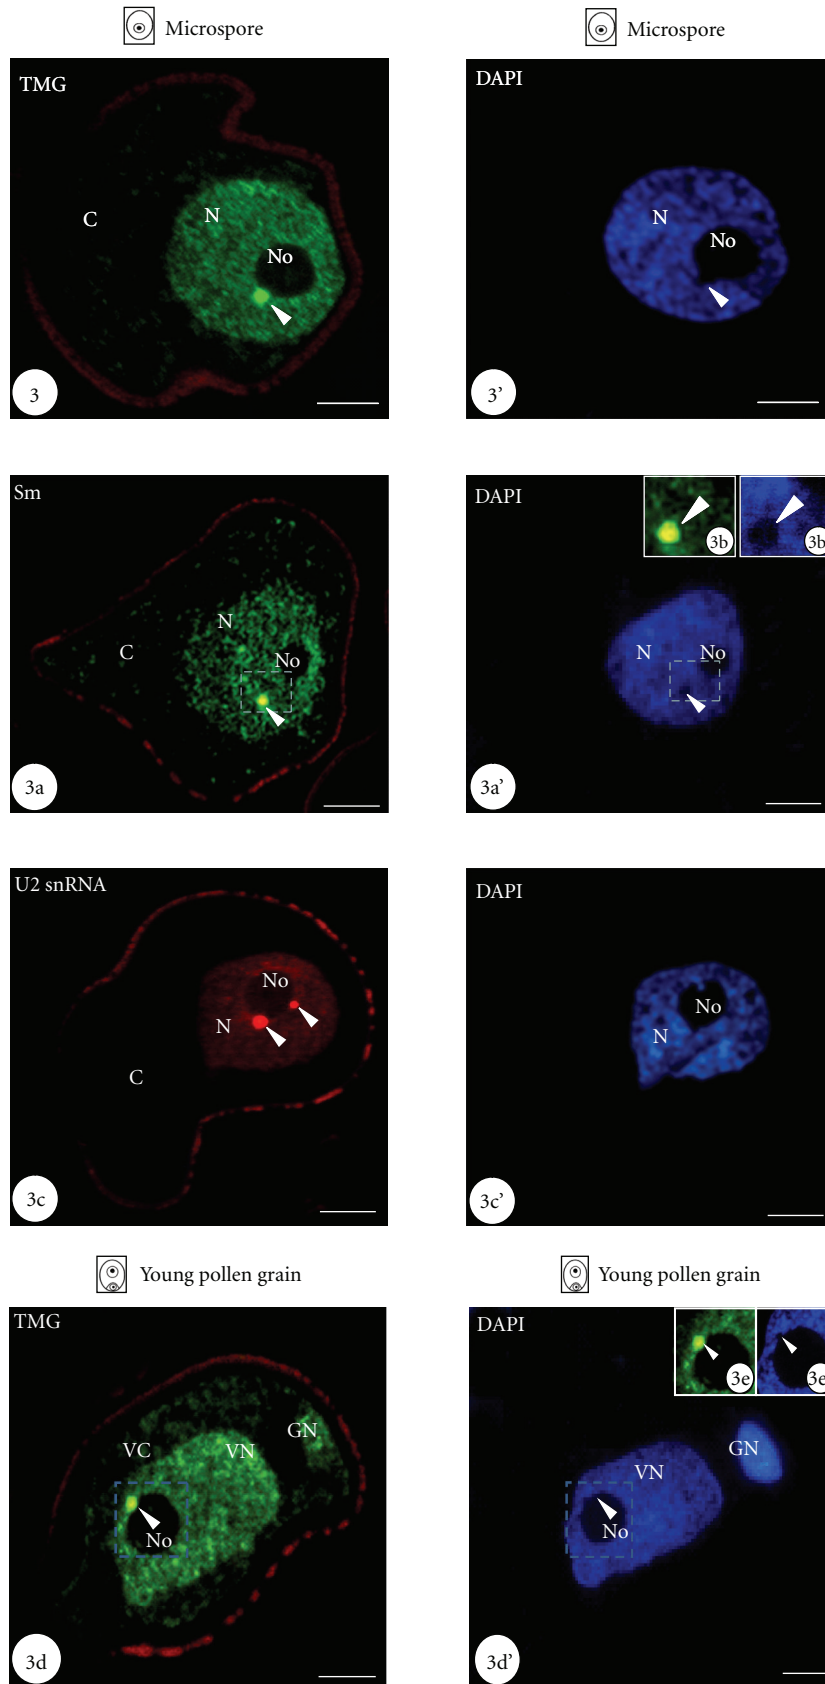 Microspore
Microspore
TMG
N
C
No
3
DAPI
N
No
3’
Sm
N
C
No
3a
DAPI
3b
3b
N
No
3a’
U2 snRNA
No
N
C
3c
DAPI
No
N
3c’
Young pollen grain
Young pollen grain
TMG
GN
VC
VN
No
3d
DAPI
3e
3e
GN
VN
No
3d’